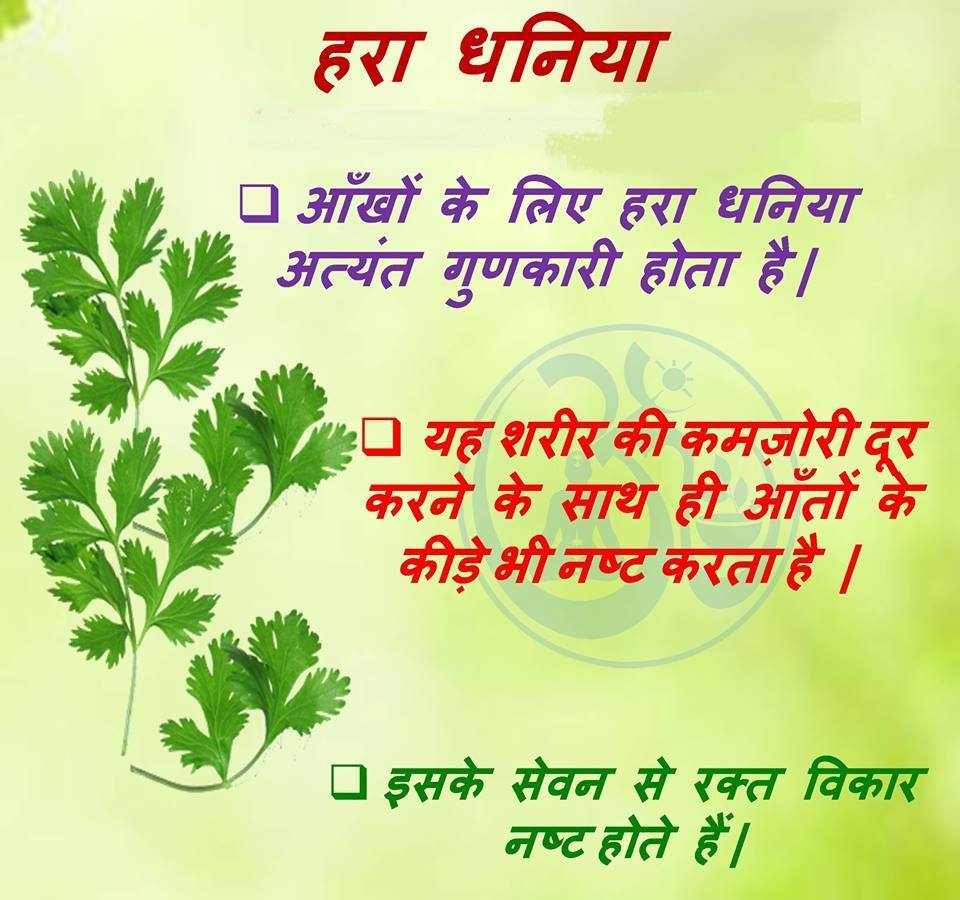 हरा धनिया
❑ आँखों के लिए हरा धनिया
अत्यंत गुणकारी होता है|
❑ यह शरीर की कमज़ोरी दूर
करने के साथ ही आँतों के
कीड़े भी नष्ट करता है |
❑ इसके सेवन से रक्त विकार
नष्ट होते हैं|